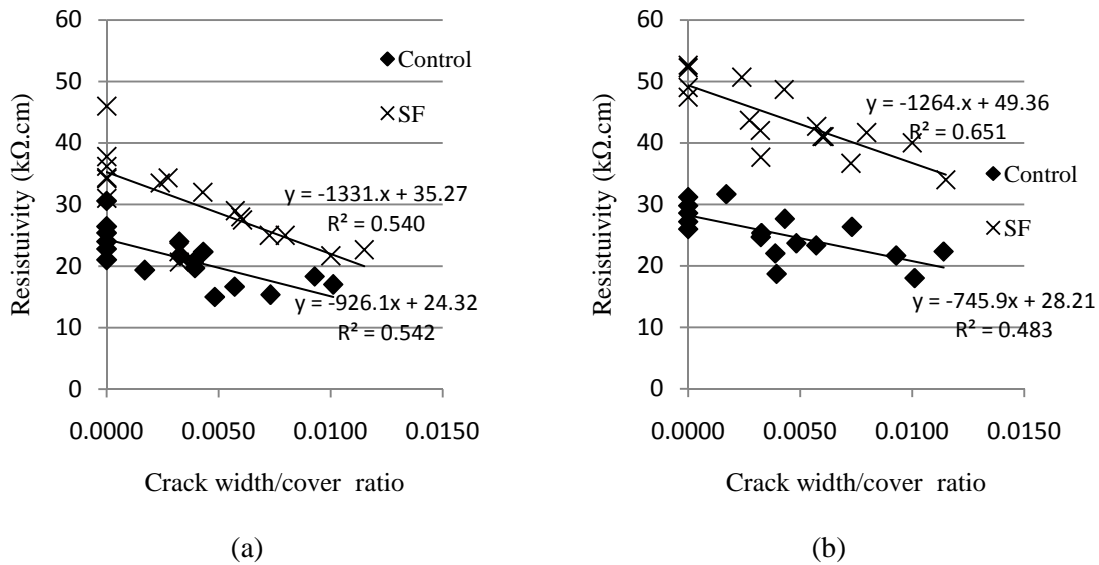 60
50
40
30
20
10
0
Resistuivity (kΩ.cm)
Control
SF
y = -1331.x + 35.27
R² = 0.540
y = -926.1x + 24.32
R² = 0.542
0.0000 0.0050 0.0100 0.0150
Crack width/cover ratio
(a)
60
50
40
30
20
10
0
Resistuivity (kΩ.cm)
y = -1264.x + 49.36
R² = 0.651
Control
SF
y = -745.9x + 28.21
R² = 0.483
0.0000 0.0050 0.0100 0.0150
Crack width/cover ratio
(b)